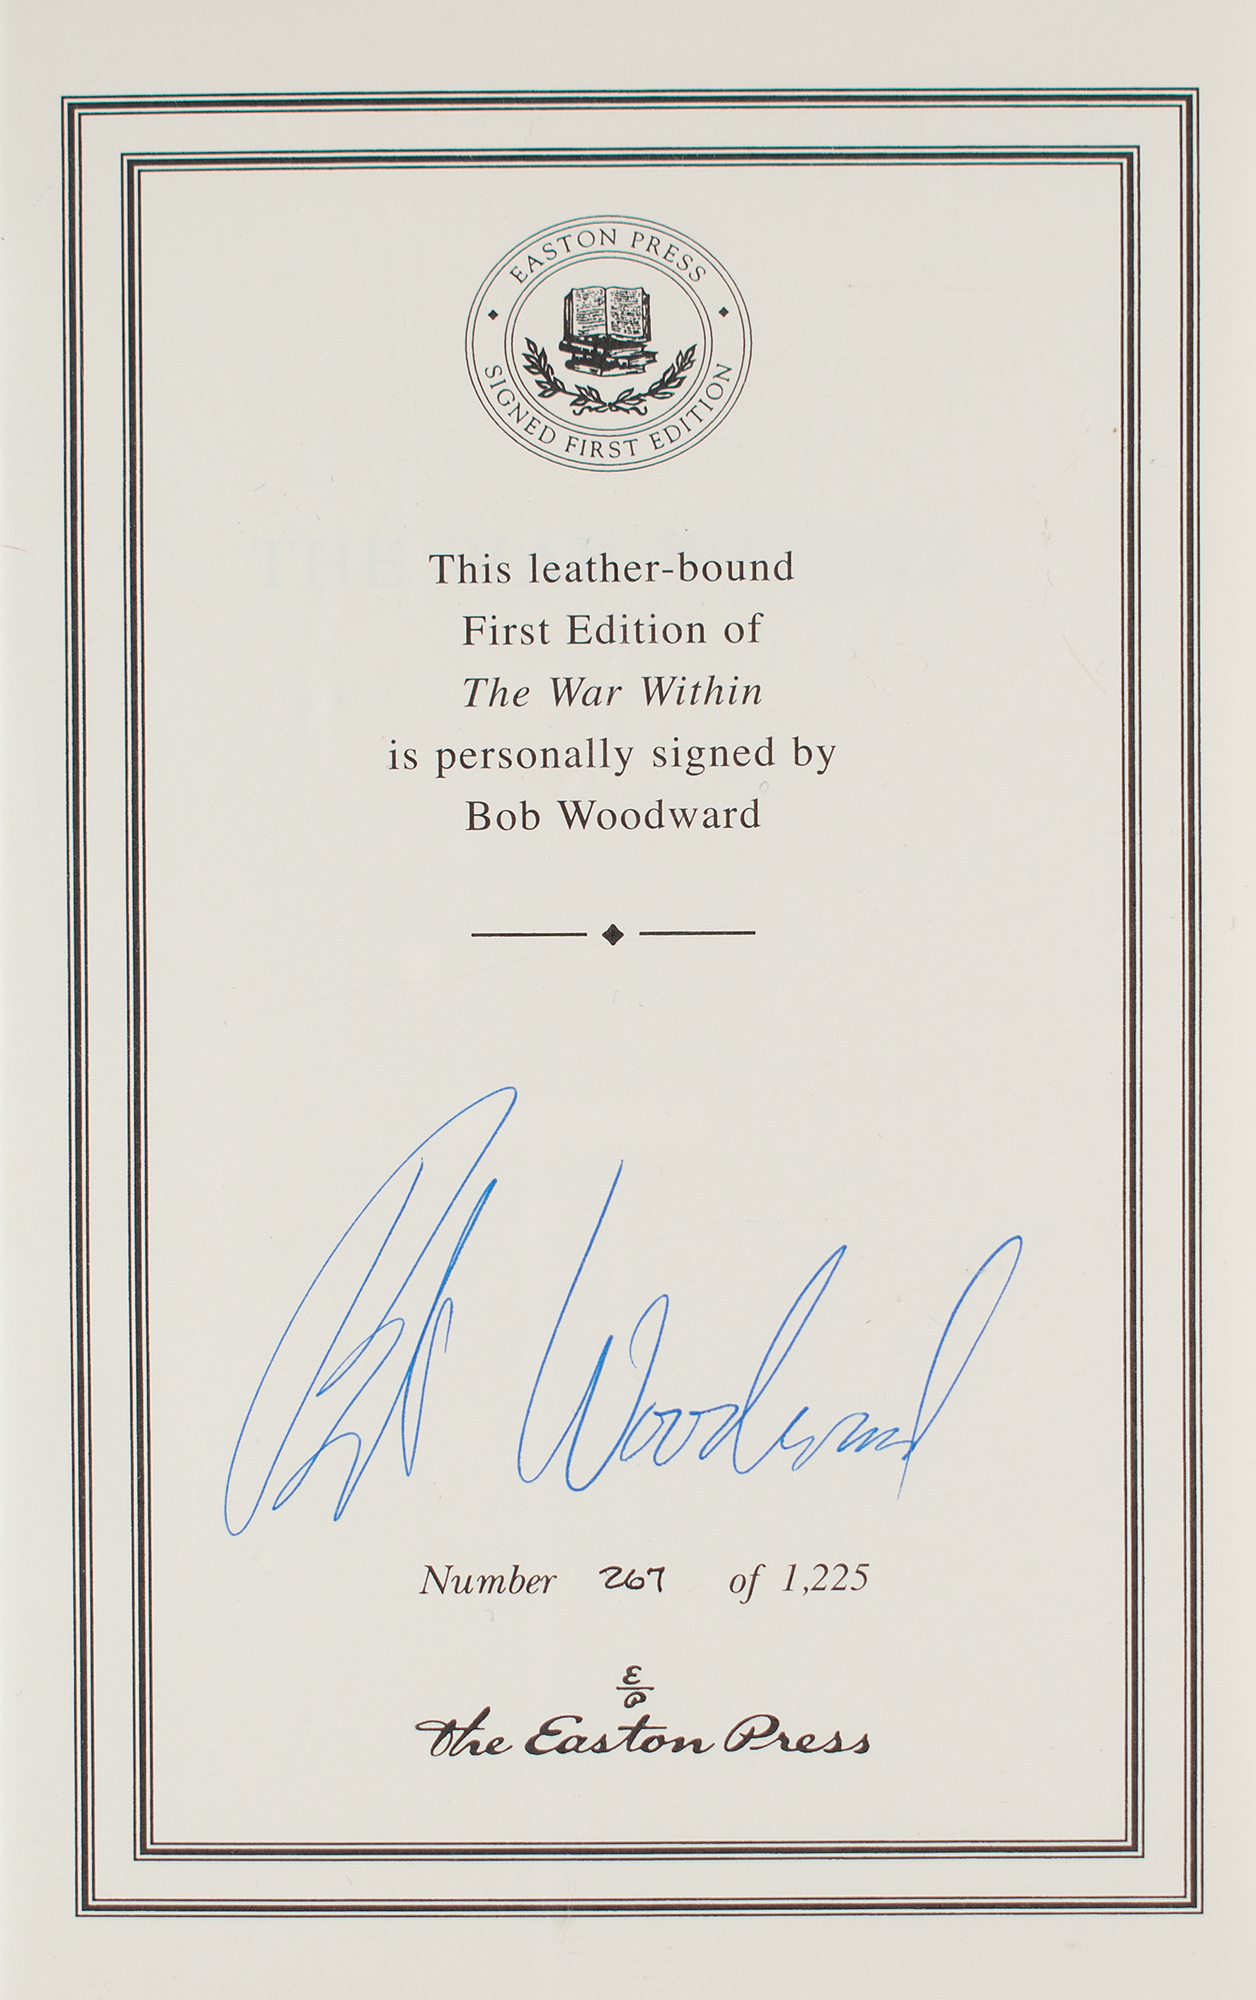 EASTON PRESS
SIGNED FIRST EDITION
This leather-bound
First Edition of
The War Within
is personally signed by
Bob Woodward
Bob Woodward
Number 267 of 1,225
E
P
The Easton Press